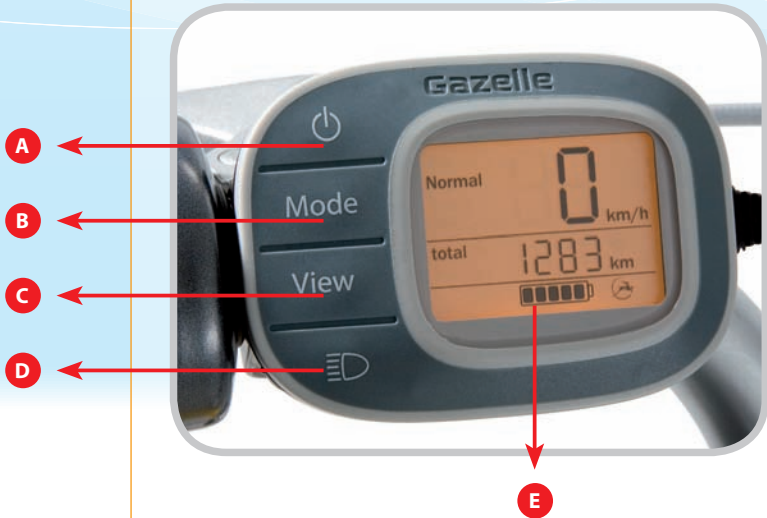 Gazelle
A
B Mode
C View
D
Normal 0 km/h
total 1283 km
E